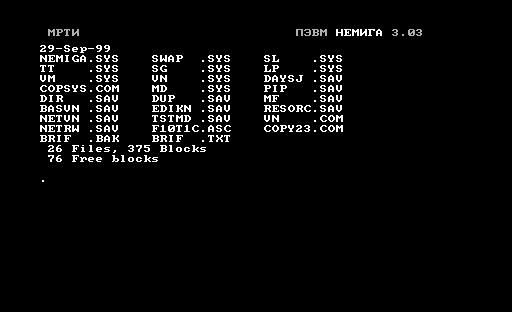 МРТИ ПЭВМ НЕМИГА 3.03
29-Sep-99
NEMIGA.SYS SWAP .SYS SL .SYS
TT .SYS SG .SYS LP .SYS
VM .SYS VN .SYS DAYSJ .SAV
COPSYS.COM MD .SYS PIP .SAV
DIR .SAV DUP .SAV MF .SAV
BASVN .SAV EDIKN .SAV RESORC.SAV
NETVN .SAV TSTMD .SAV VN .COM
NETRW .SAV F10T1C.ASC COPY23.COM
BRIF .BAK BRIF .TXT
26 Files, 375 Blocks
76 Free blocks
.